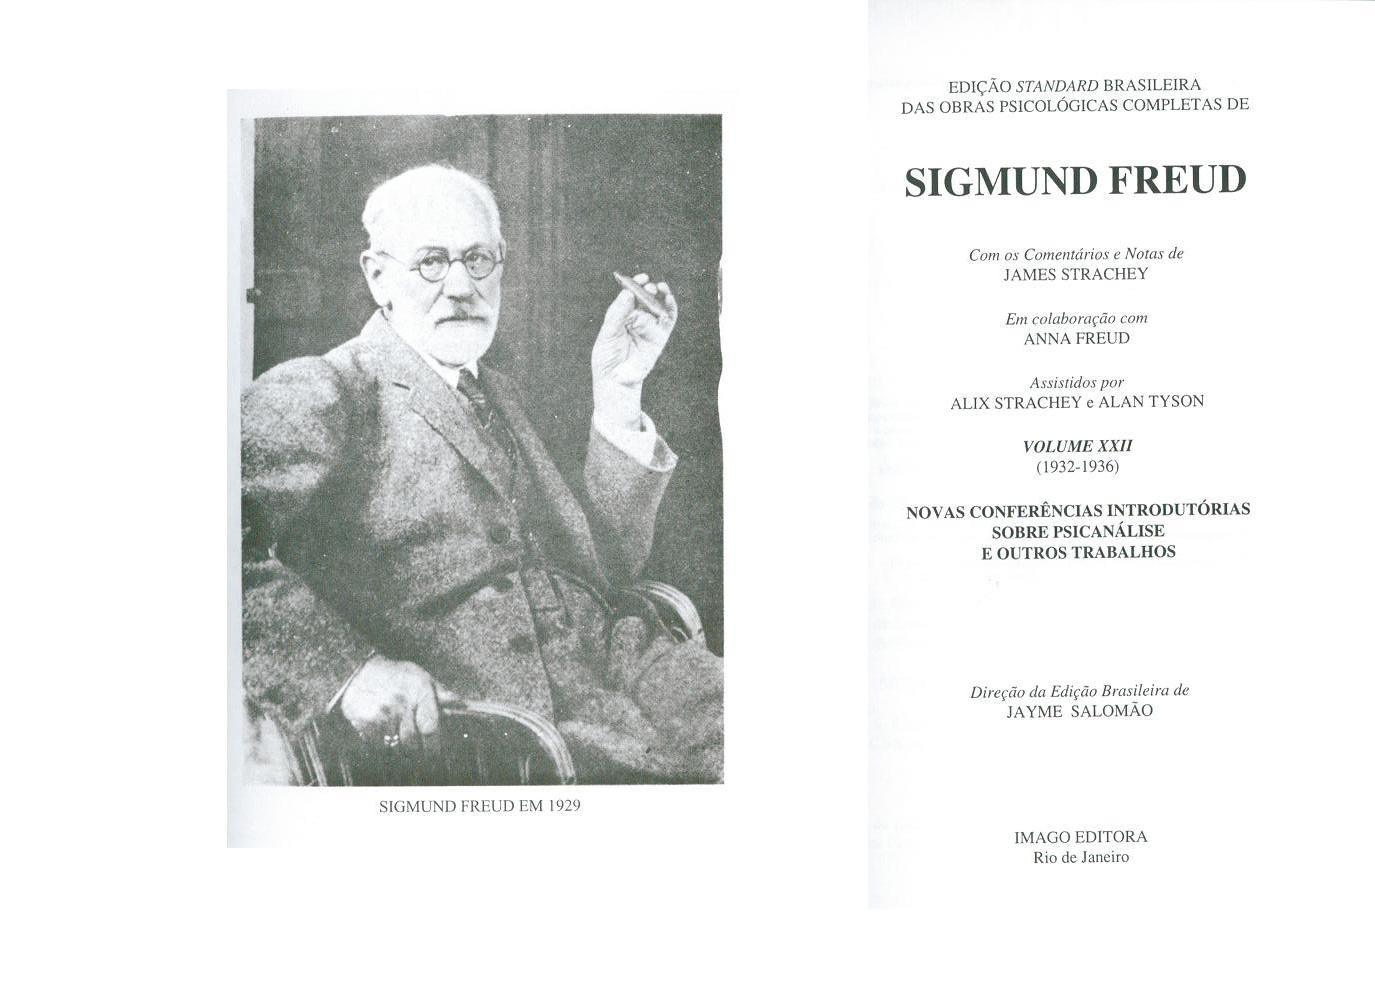 SIGMUND FREUD EM 1929
EDIÇÃO STANDARD BRASILEIRA
DAS OBRAS PSICOLÓGICAS COMPLETAS DE
SIGMUND FREUD
Com os Comentários e Notas de
JAMES STRACHEY
Em colaboração com
ANNA FREUD
Assistidos por
ALIX STRACHEY e ALAN TYSON
VOLUME XXII
(1932-1936)
NOVAS CONFERÊNCIAS INTRODUTÓRIAS
SOBRE PSICANÁLISE
E OUTROS TRABALHOS
Direção da Edição Brasileira de
JAYME SALOMÃO
IMAGO EDITORA
Rio de Janeiro